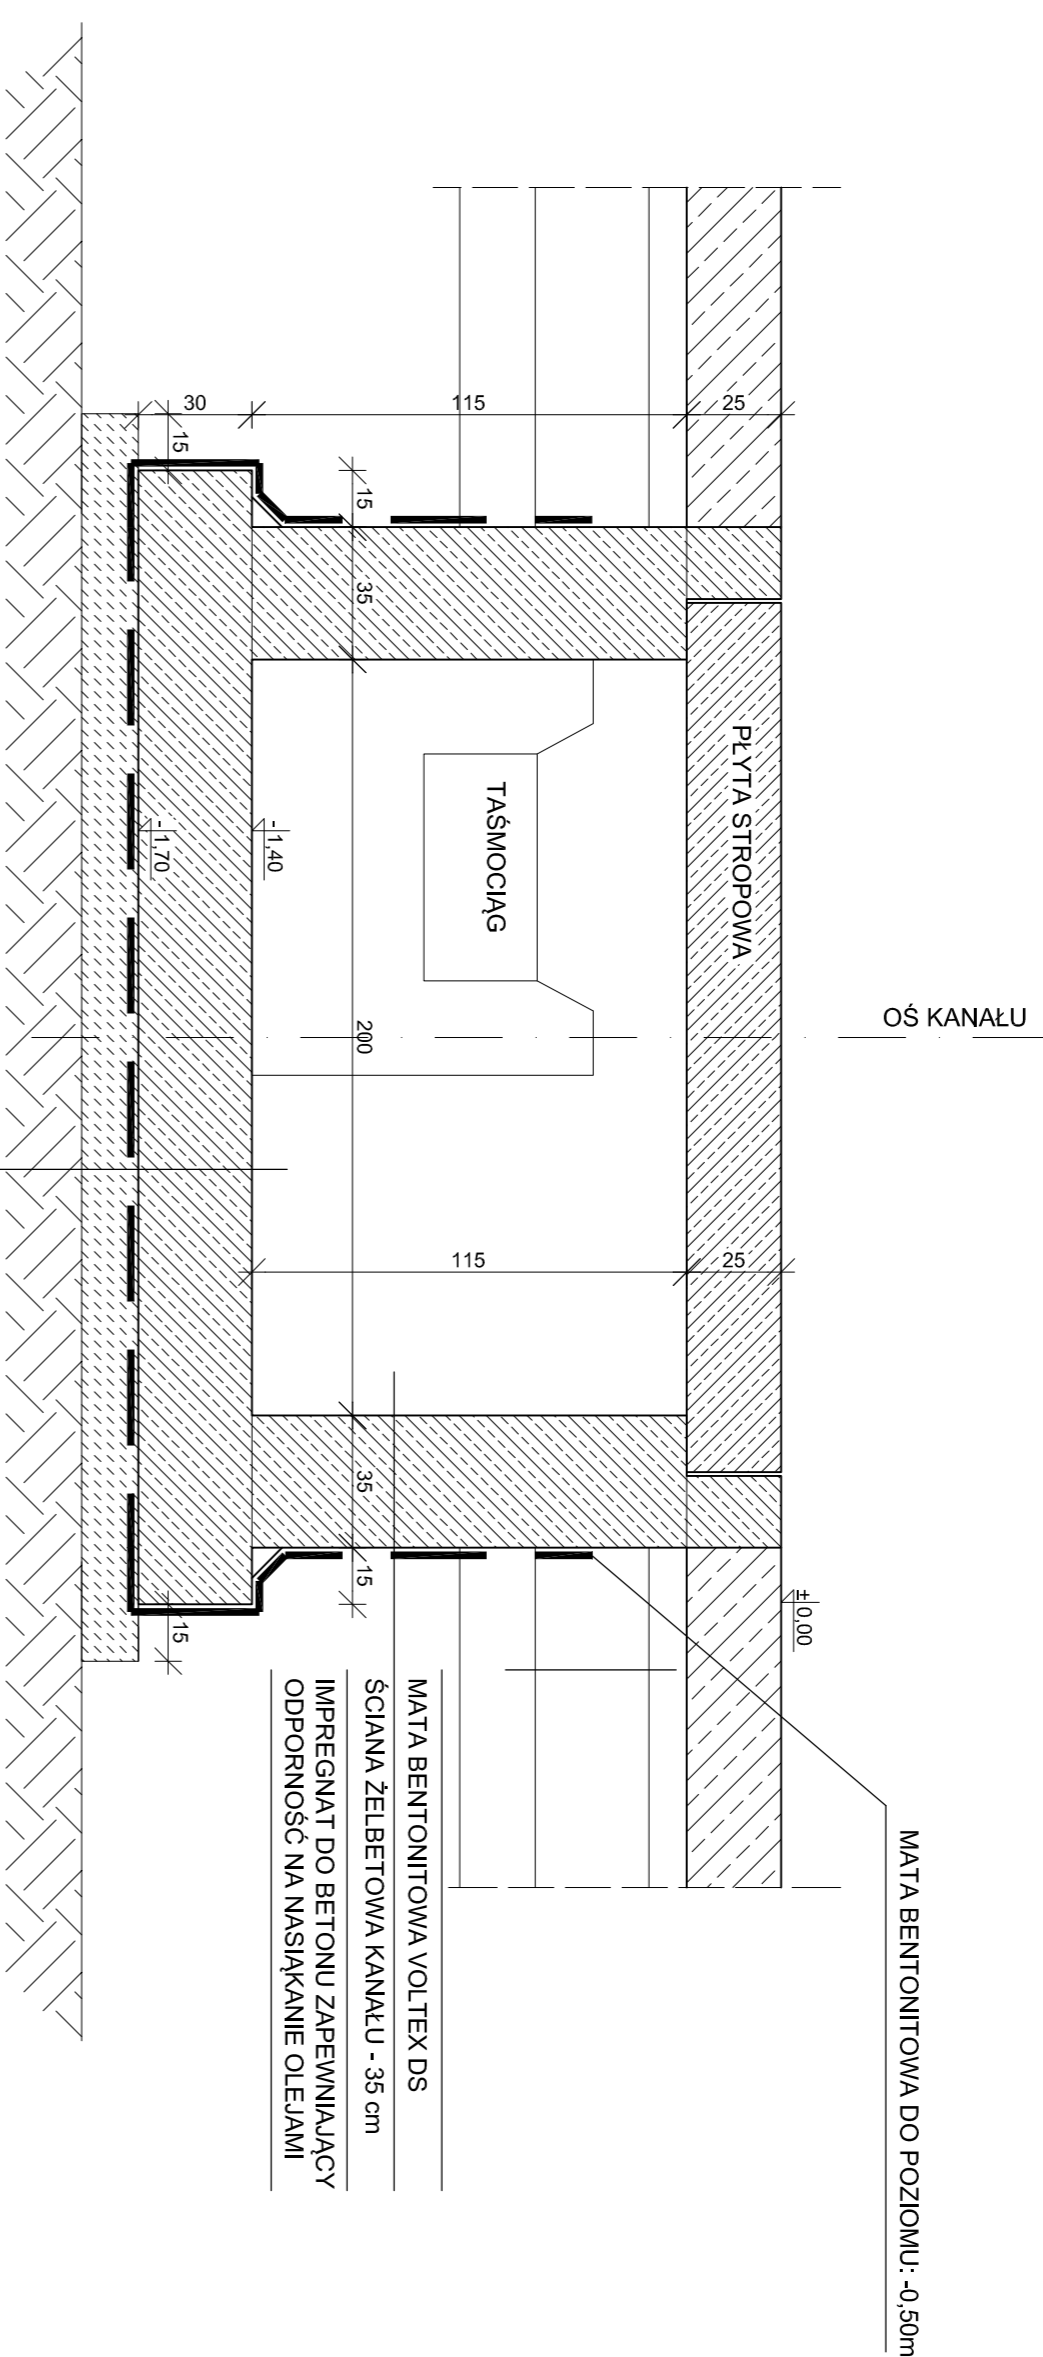 MATA BENTONITOWA DO POZIOMU: -0,50m
OŚ KANAŁU
±0,00
25
25
PŁYTA STROPOWA
TAŚMOCIĄG
115
115
MATA BENTONITOWA VOLTEX DS
ŚCIANA ŻELBETOWA KANAŁU - 35 cm
IMPREGNAT DO BETONU ZAPEWNIAJĄCY
ODPORNOŚĆ NA NASIĄKANIE OLEJAMI
15
35
200
35
15
-1,40
-1,70
30
15
15